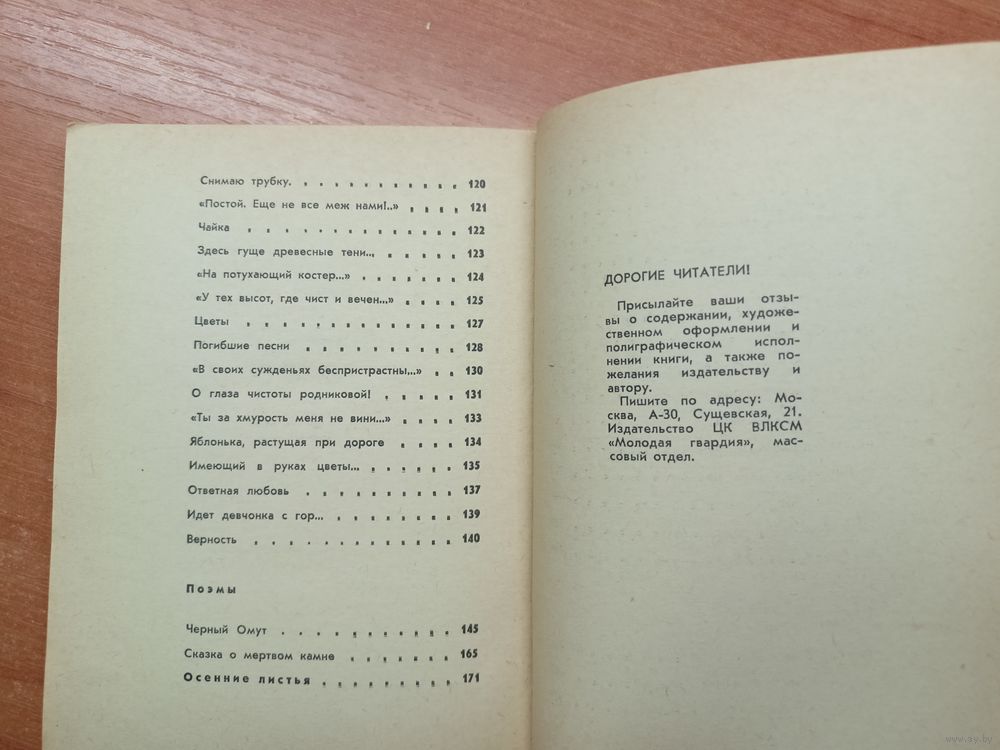 Снимаю трубку. . . . . . . . . . . . 120
«Постой. Еще не все меж нами!..» . . . . 121
Чайка . . . . . . . . . . . . . . 122
Здесь гуще древесные тени... . . . . . 123
«На потухающий костер...» . . . . . . . 124
«У тех высот, где чист и вечен...» . . . . 125
Цветы . . . . . . . . . . . . . . 127
Погибшие песни . . . . . . . . . . 128
«В своих сужденьях беспристрастны...» . . 130
О глаза чистоты родниковой! . . . . . 131
«Ты за хмурость меня не вини...» . . . . 133
Яблонька, растущая при дороге . . . . 134
Имеющий в руках цветы... . . . . . . 135
Ответная любовь . . . . . . . . . . 137
Идет девчонка с гор... . . . . . . . . 139
Верность . . . . . . . . . . . . . 140
Поэмы
Черный Омут . . . . . . . . . . . . 145
Сказка о мертвом камне . . . . . . . 165
Осенние листья . . . . . . . . . . 171
ДОРОГИЕ ЧИТАТЕЛИ!
Присылайте ваши отзы-
вы о содержании, художе-
ственном оформлении и
полиграфическом испол-
нении книги, а также по-
желания издательству и
автору.
Пишите по адресу: Мо-
сква, А-30, Сущевская, 21.
Издательство ЦК ВЛКСМ
«Молодая гвардия», мас-
совый отдел.
www.ay.by